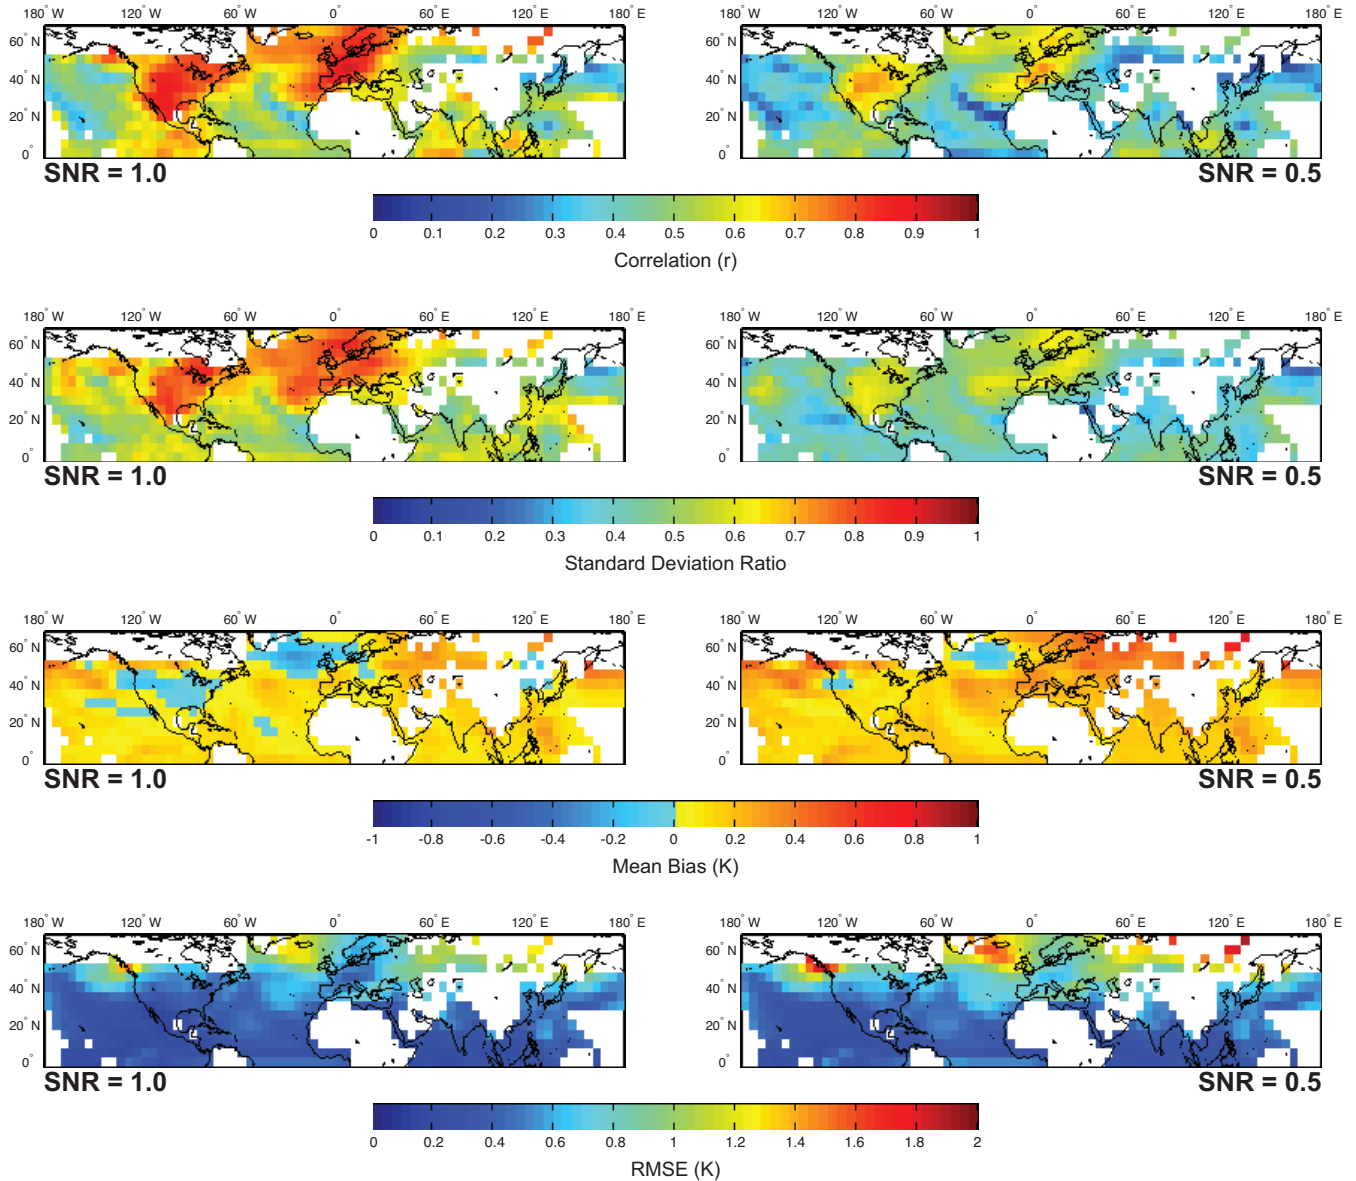 180° W 120° W 60° W 0° 60° E 120° E 180° E 180° W 120° W 60° W 0° 60° E 120° E 180° E
60° N 60° N
40° N 40° N
20° N 20° N
0° 0°
SNR = 1.0 SNR = 0.5
0 0.1 0.2 0.3 0.4 0.5 0.6 0.7 0.8 0.9 1
Correlation (r)
180° W 120° W 60° W 0° 60° E 120° E 180° E 180° W 120° W 60° W 0° 60° E 120° E 180° E
60° N 60° N
40° N 40° N
20° N 20° N
0° 0°
SNR = 1.0 SNR = 0.5
0 0.1 0.2 0.3 0.4 0.5 0.6 0.7 0.8 0.9 1
Standard Deviation Ratio
180° W 120° W 60° W 0° 60° E 120° E 180° E 180° W 120° W 60° W 0° 60° E 120° E 180° E
60° N 60° N
40° N 40° N
20° N 20° N
0° 0°
SNR = 1.0 SNR = 0.5
-1 -0.8 -0.6 -0.4 -0.2 0 0.2 0.4 0.6 0.8 1
Mean Bias (K)
180° W 120° W 60° W 0° 60° E 120° E 180° E 180° W 120° W 60° W 0° 60° E 120° E 180° E
60° N 60° N
40° N 40° N
20° N 20° N
0° 0°
SNR = 1.0 SNR = 0.5
0 0.2 0.4 0.6 0.8 1 1.2 1.4 1.6 1.8 2
RMSE (K)